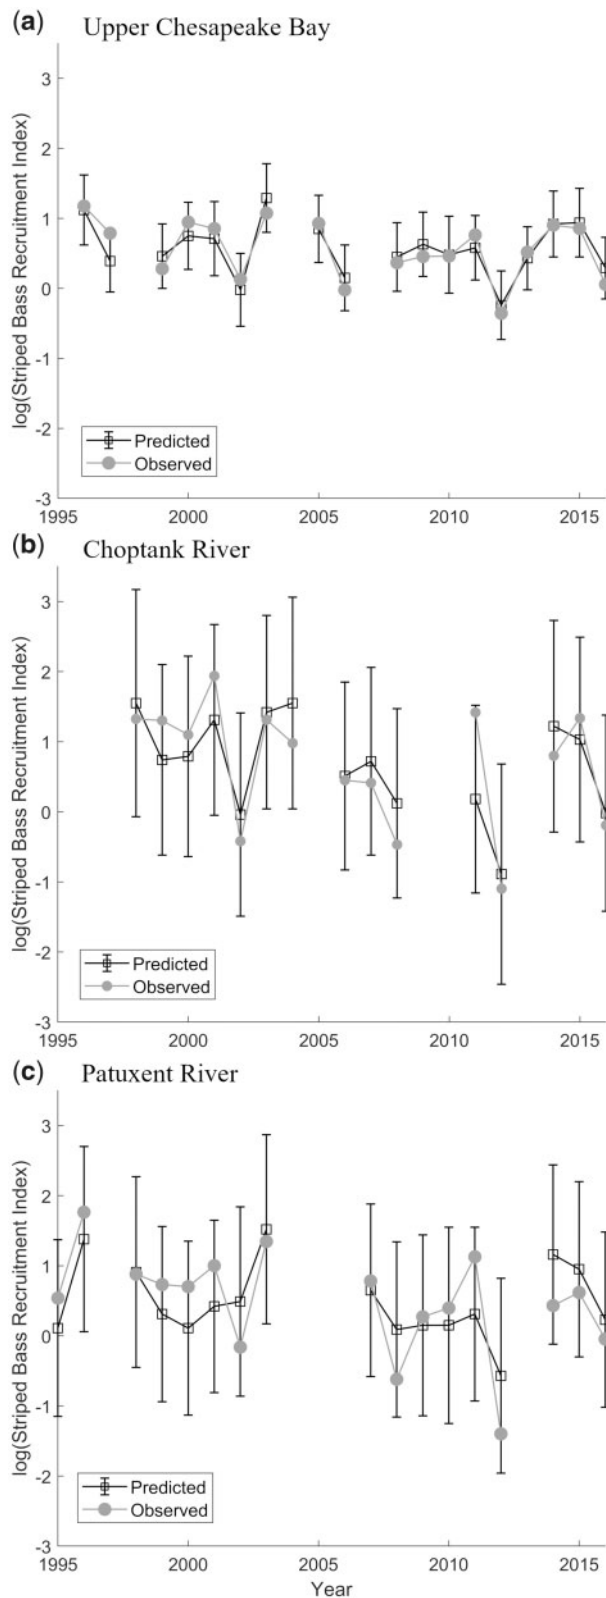 (a) Upper Chesapeake Bay
log(Striped Bass Recruitment Index)
3
2
1
0
-1
-2
-3
Predicted
Observed
1995 2000 2005 2010 2015
(b) Choptank River
log(Striped Bass Recruitment Index)
3
2
1
0
-1
-2
-3
Predicted
Observed
1995 2000 2005 2010 2015
(c) Patuxent River
log(Striped Bass Recruitment Index)
3
2
1
0
-1
-2
-3
Predicted
Observed
1995 2000 2005 2010 2015
Year